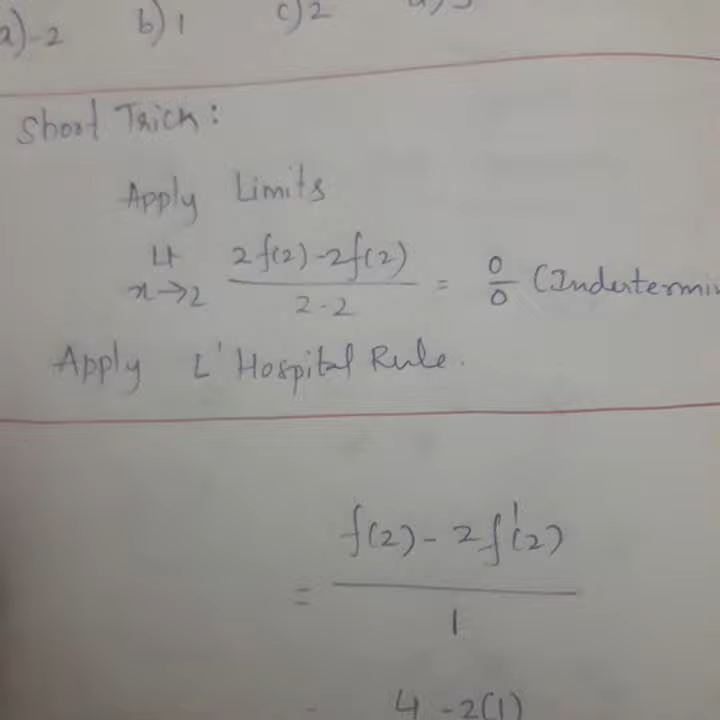 a) -2 b) 1 c) 2
Short Trick:
Apply Limits
Lt x→2 2f(2)-2f(2) / 2-2 = 0/0 (Indetermin
Apply L'Hospital Rule.
= f(2) - 2f'(2) / 1
4 - 2(1)